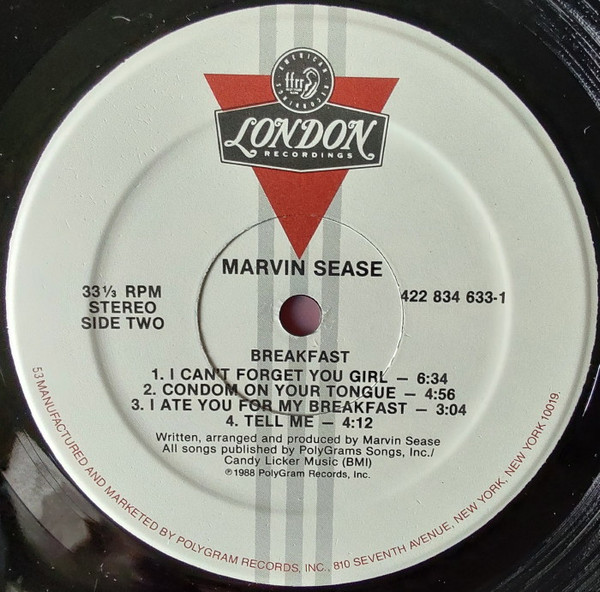 AMERICAN
RECORDINGS
ffrr
LONDON
RECORDINGS
MARVIN SEASE
33⅓ RPM
STEREO
SIDE TWO
422 834 633-1
BREAKFAST
1. I CAN'T FORGET YOU GIRL — 6:34
2. CONDOM ON YOUR TONGUE — 4:56
3. I ATE YOU FOR MY BREAKFAST — 3:04
4. TELL ME — 4:12
Written, arranged and produced by Marvin Sease
All songs published by PolyGrams Songs, Inc./
Candy Licker Music (BMI)
℗ 1988 PolyGram Records, Inc.
53 MANUFACTURED AND MARKETED BY POLYGRAM RECORDS, INC., 810 SEVENTH AVENUE, NEW YORK, NEW YORK 10019.